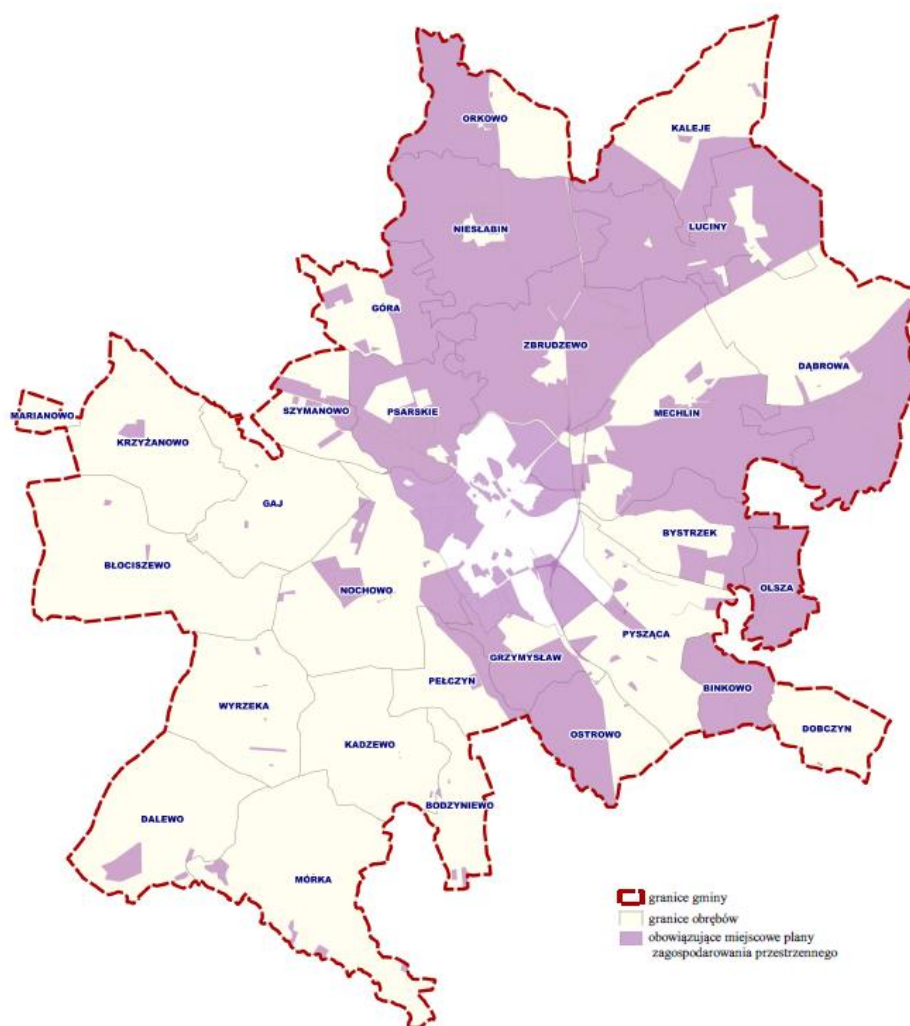 ORKOWO
KALEJE
NIESŁABIN
LUCINY
GÓRA
ZBRUDZEWO
DĄBROWA
MARIANOWO
SZYMANOWO
PSARSKIE
MECHLIN
KRZYŻANOWO
GAJ
BYSTRZEK
BŁOCISZEWO
OLSZA
NOCHOWO
PYSZĄCA
GRZYMYSŁAW
PEŁCZYN
BINKOWO
WYRZEKA
DOBCZYN
OSTROWO
KADZEWO
BODZYNIEWO
DALEWO
MÓRKA
granice gminy
granice obrębów
obowiązujące miejscowe plany
zagospodarowania przestrzennego